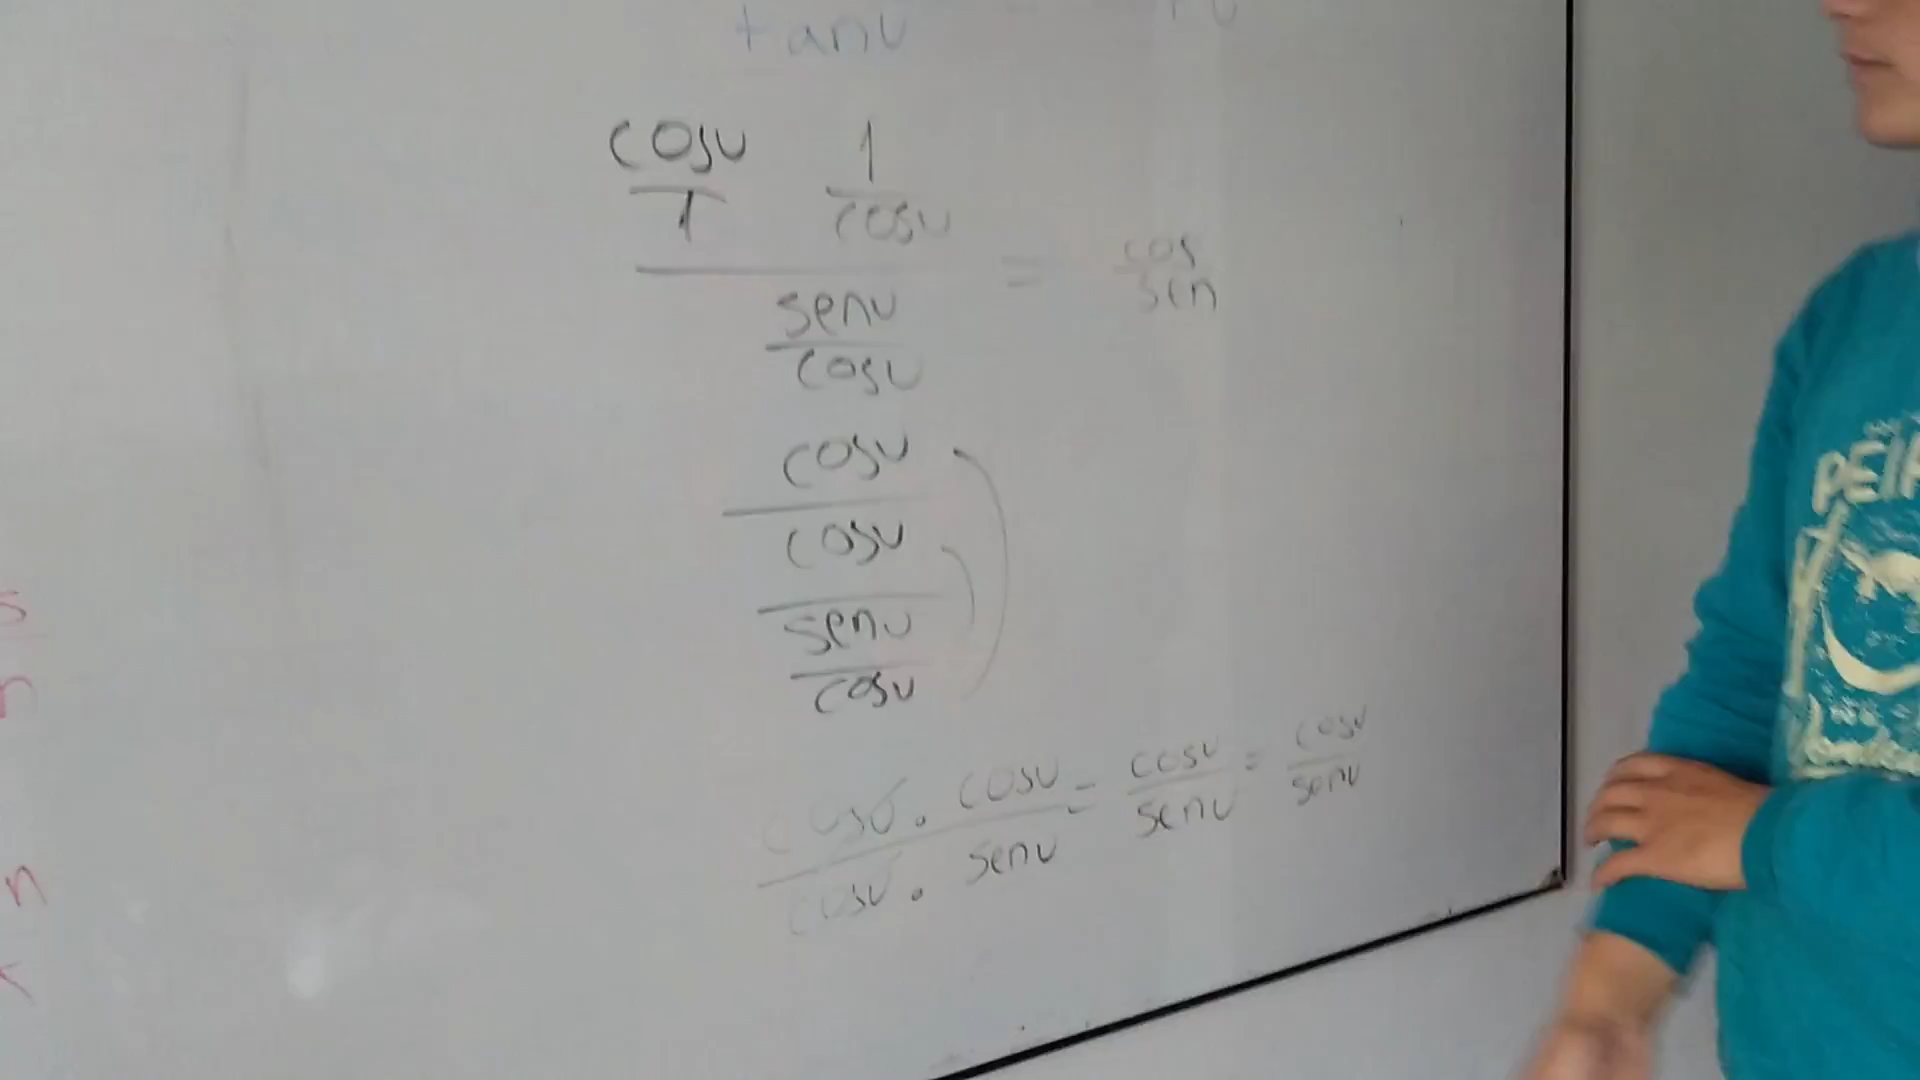 tanu
cosu 1
1 cosu
= cos
sen
senu
cosu
cosu
cosu
senu
cosu
cosu . cosu = cosu = cosu
cosu . senu senu senu
s
n
n